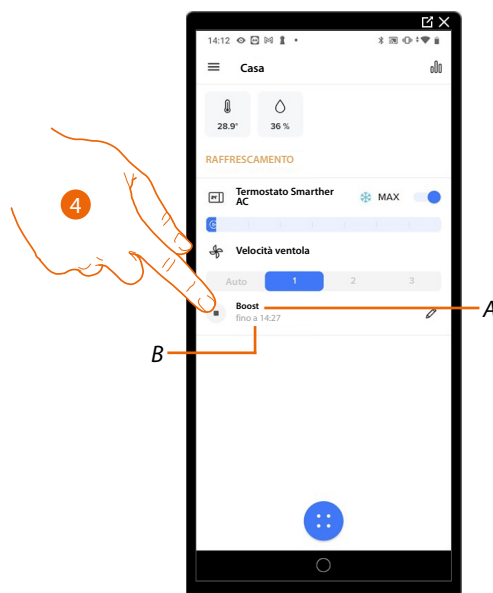 14:12
Casa
28.9°
36 %
RAFFRESCAMENTO
Termostato Smarther
AC
MAX
Velocità ventola
Auto 1 2 3
4
Boost
A
fino a 14:27
B